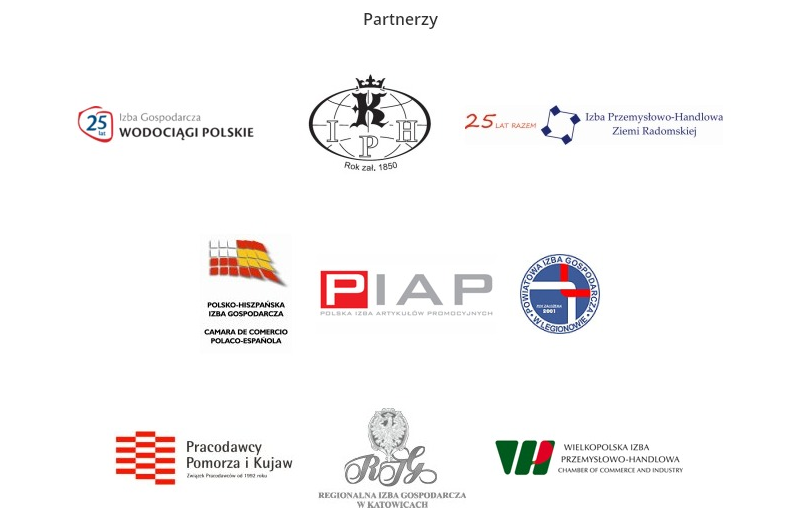 Partnerzy
25 lat
Izba Gospodarcza
WODOCIĄGI POLSKIE
K
I P H
Rok zał. 1850
25 LAT RAZEM
Izba Przemysłowo-Handlowa
Ziemi Radomskiej
POLSKO-HISZPAŃSKA
IZBA GOSPODARCZA
CAMARA DE COMERCIO
POLACO-ESPAÑOLA
PIAP
POLSKA IZBA ARTYKUŁÓW PROMOCYJNYCH
POWIATOWA IZBA GOSPODARCZA
ROK ZAŁOŻENIA
2001
W LEGIONOWIE
Pracodawcy
Pomorza i Kujaw
Związek Pracodawców od 1992 roku
RIG
REGIONALNA IZBA GOSPODARCZA
W KATOWICACH
WIELKOPOLSKA IZBA
PRZEMYSŁOWO-HANDLOWA
CHAMBER OF COMMERCE AND INDUSTRY